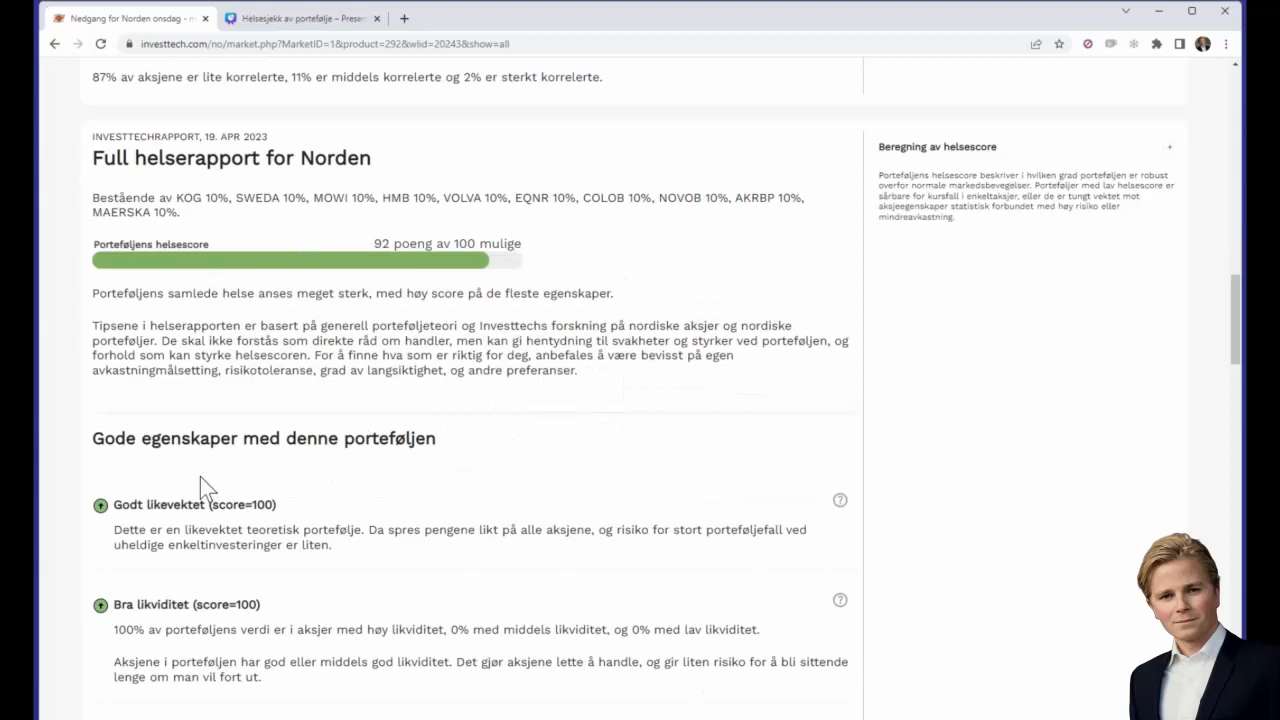 Nedgang for Norden onsdag - n
Helsesjekk av portefølje – Presen
investtech.com/no/market.php?MarketID=1&product=292&wlid=20243&show=all
87% av aksjene er lite korrelerte, 11% er middels korrelerte og 2% er sterkt korrelerte.
INVESTTECHRAPPORT, 19. APR 2023
Full helserapport for Norden
Bestående av KOG 10%, SWEDA 10%, MOWI 10%, HMB 10%, VOLVA 10%, EQNR 10%, COLOB 10%, NOVOB 10%, AKRBP 10%,
MAERSKA 10%.
Porteføljens helsescore 92 poeng av 100 mulige
Porteføljens samlede helse anses meget sterk, med høy score på de fleste egenskaper.
Tipsene i helserapporten er basert på generell porteføljeteori og Investtechs forskning på nordiske aksjer og nordiske
porteføljer. De skal ikke forstås som direkte råd om handler, men kan gi hentydning til svakheter og styrker ved porteføljen, og
forhold som kan styrke helsescoren. For å finne hva som er riktig for deg, anbefales å være bevisst på egen
avkastningmålsetting, risikotoleranse, grad av langsiktighet, og andre preferanser.
Gode egenskaper med denne porteføljen
Godt likevektet (score=100)
Dette er en likevektet teoretisk portefølje. Da spres pengene likt på alle aksjene, og risiko for stort porteføljefall ved
uheldige enkeltinvesteringer er liten.
Bra likviditet (score=100)
100% av porteføljens verdi er i aksjer med høy likviditet, 0% med middels likviditet, og 0% med lav likviditet.
Aksjene i porteføljen har god eller middels god likviditet. Det gjør aksjene lette å handle, og gir liten risiko for å bli sittende
lenge om man vil fort ut.
Beregning av helsescore +
Porteføljens helsescore beskriver i hvilken grad porteføljen er robust
overfor normale markedsbevegelser. Porteføljer med lav helsescore er
sårbare for kursfall i enkeltaksjer, eller de er tungt vektet mot
aksjeegenskaper statistisk forbundet med høy risiko eller
mindreavkastning.